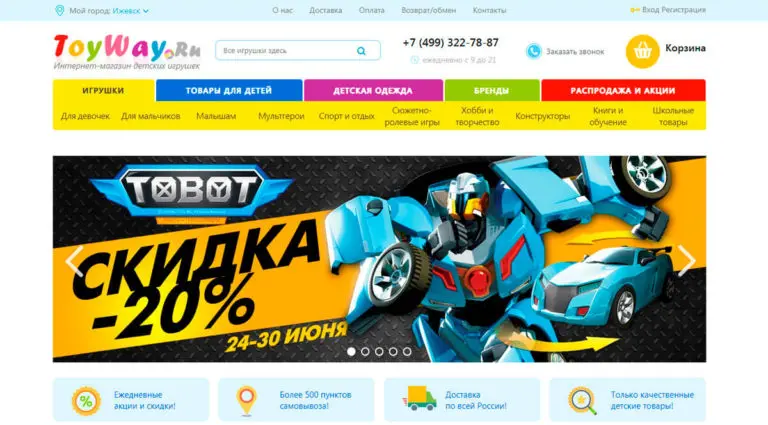 Мой город: Ижевск
О нас Доставка Оплата Возврат/обмен Контакты
Вход Регистрация
ToyWay.Ru
Интернет-магазин детских игрушек
Все игрушки здесь
+7 (499) 322-78-87
ежедневно с 9 до 21
Заказать звонок
Корзина
ИГРУШКИ ТОВАРЫ ДЛЯ ДЕТЕЙ ДЕТСКАЯ ОДЕЖДА БРЕНДЫ РАСПРОДАЖА И АКЦИИ
Для девочек Для мальчиков Малышам Мультгерои Спорт и отдых
Сюжетно-
ролевые игры
Хобби и
творчество
Конструкторы
Книги и
обучение
Школьные
товары
TOBOT
СКИДКА
-20%
24-30 ИЮНЯ
Ежедневные
акции и скидки!
Более 500 пунктов
самовывоза!
Доставка
по всей России!
Только качественные
детские товары!